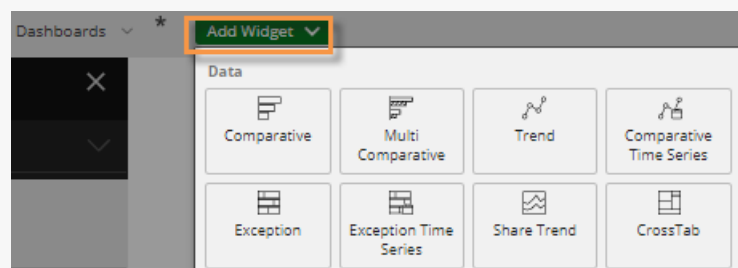 Dashboards *
Add Widget
Data
Comparative
Multi
Comparative
Trend
Comparative
Time Series
Exception
Exception Time
Series
Share Trend
CrossTab